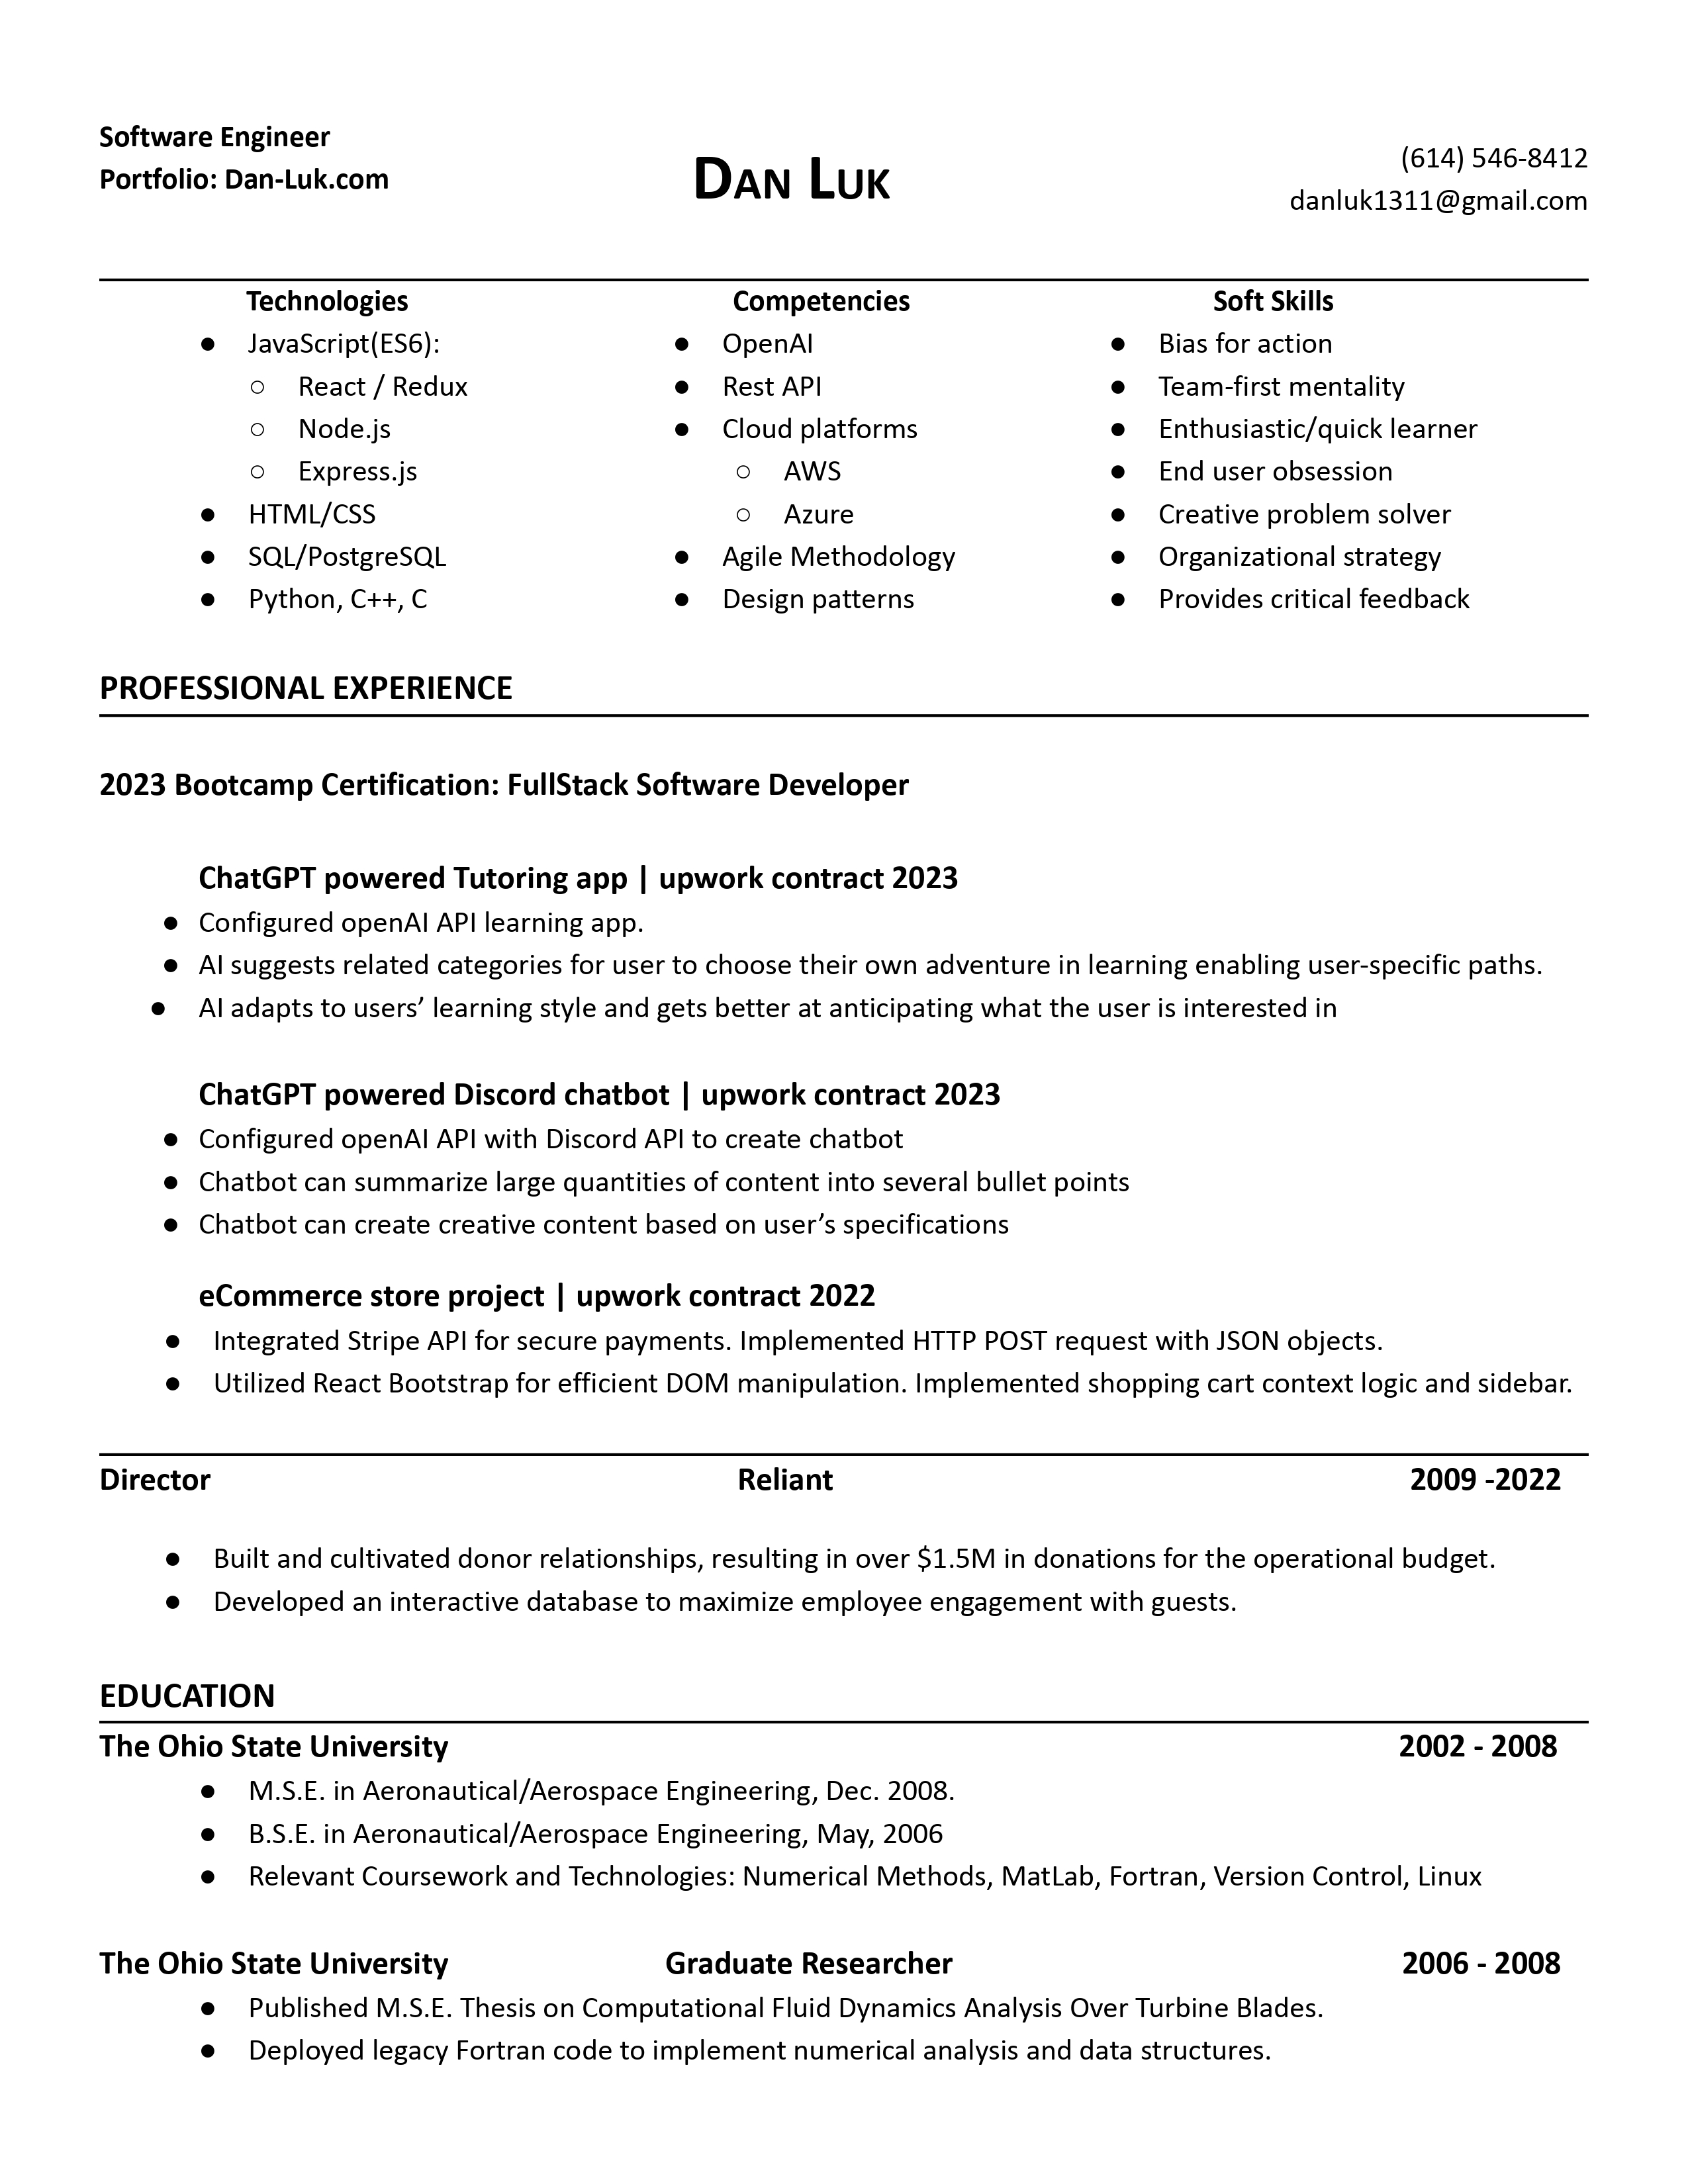 Software Engineer
Portfolio: Dan-Luk.com
DAN LUK
(614) 546-8412
danluk1311@gmail.com
Technologies
● JavaScript(ES6):
○ React / Redux
○ Node.js
○ Express.js
● HTML/CSS
● SQL/PostgreSQL
● Python, C++, C
Competencies
● OpenAI
● Rest API
● Cloud platforms
○ AWS
○ Azure
● Agile Methodology
● Design patterns
Soft Skills
● Bias for action
● Team-first mentality
● Enthusiastic/quick learner
● End user obsession
● Creative problem solver
● Organizational strategy
● Provides critical feedback
PROFESSIONAL EXPERIENCE
2023 Bootcamp Certification: FullStack Software Developer
ChatGPT powered Tutoring app | upwork contract 2023
● Configured openAI API learning app.
● AI suggests related categories for user to choose their own adventure in learning enabling user-specific paths.
● AI adapts to users’ learning style and gets better at anticipating what the user is interested in
ChatGPT powered Discord chatbot | upwork contract 2023
● Configured openAI API with Discord API to create chatbot
● Chatbot can summarize large quantities of content into several bullet points
● Chatbot can create creative content based on user’s specifications
eCommerce store project | upwork contract 2022
● Integrated Stripe API for secure payments. Implemented HTTP POST request with JSON objects.
● Utilized React Bootstrap for efficient DOM manipulation. Implemented shopping cart context logic and sidebar.
Director Reliant 2009 -2022
● Built and cultivated donor relationships, resulting in over $1.5M in donations for the operational budget.
● Developed an interactive database to maximize employee engagement with guests.
EDUCATION
The Ohio State University 2002 - 2008
● M.S.E. in Aeronautical/Aerospace Engineering, Dec. 2008.
● B.S.E. in Aeronautical/Aerospace Engineering, May, 2006
● Relevant Coursework and Technologies: Numerical Methods, MatLab, Fortran, Version Control, Linux
The Ohio State University Graduate Researcher 2006 - 2008
● Published M.S.E. Thesis on Computational Fluid Dynamics Analysis Over Turbine Blades.
● Deployed legacy Fortran code to implement numerical analysis and data structures.